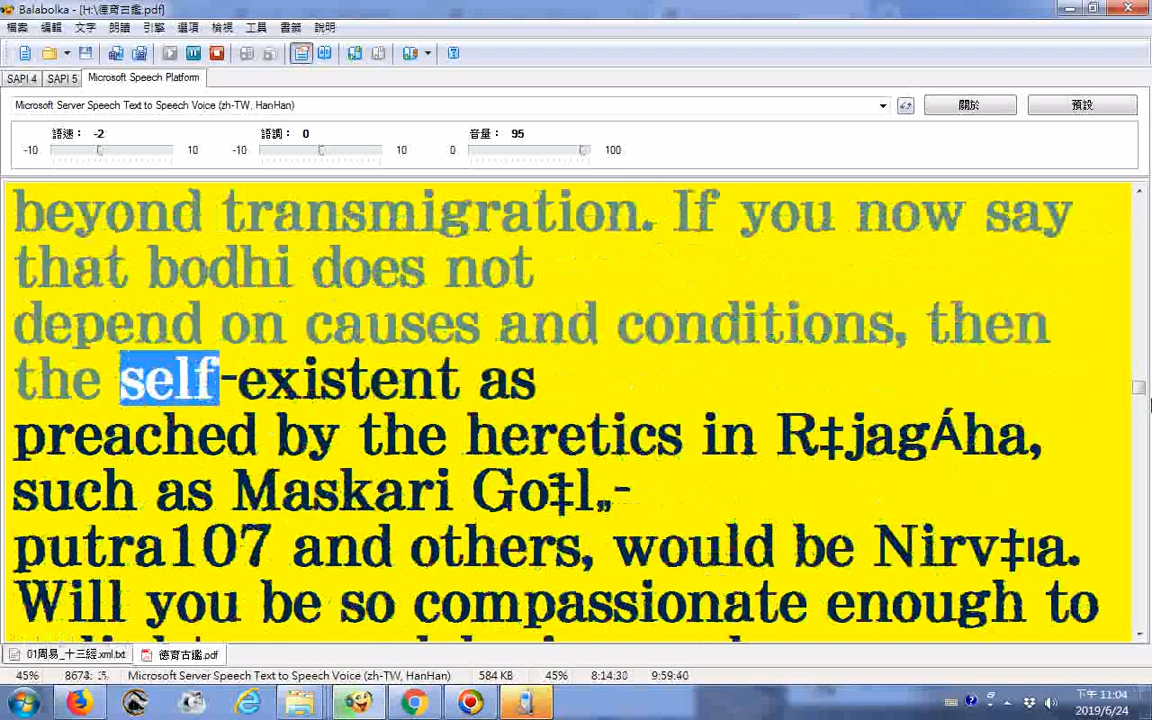 Balabolka - [H:\德育古鑑.pdf]
檔案 編輯 文字 朗讀 引擎 選項 檢視 工具 書籤 說明
SAPI 4 SAPI 5 Microsoft Speech Platform
Microsoft Server Speech Text to Speech Voice (zh-TW, HanHan) 關於 預設
語速： -2 語調： 0 音量： 95
-10 10 -10 10 0 100
beyond transmigration. If you now say
that bodhi does not
depend on causes and conditions, then
the self-existent as
preached by the heretics in R‡jagÁha,
such as Maskari Go‡l„-
putra107 and others, would be Nirv‡ıa.
Will you be so compassionate enough to
01周易_十三經.xml.txt 德育古鑑.pdf
45% Microsoft Server Speech Text to Speech Voice (zh-TW, HanHan) 584 KB 45% 8:14:30 9:59:40
下午 11:04
2019/6/24